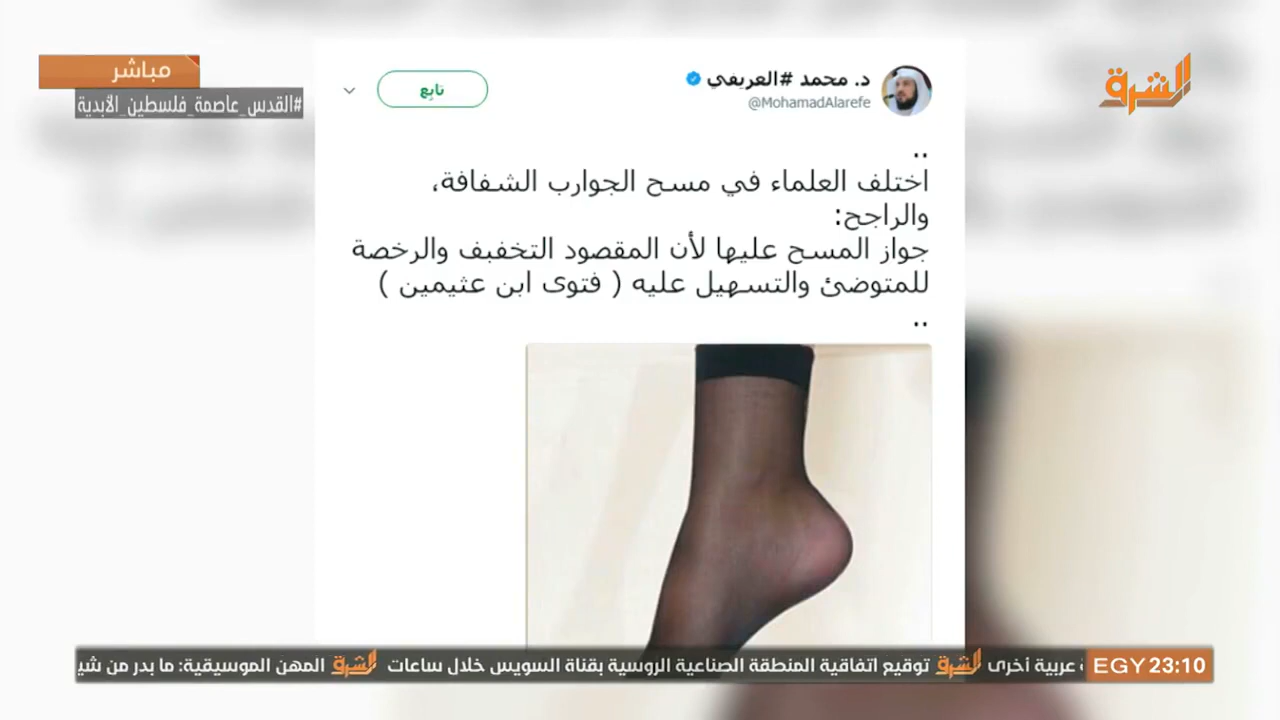 مباشر
#القدس_عاصمة_فلسطين_الأبدية
الشرق
د. محمد #العريفي
@MohamadAlarefe
تابع
..
اختلف العلماء في مسح الجوارب الشفافة،
والراجح:
جواز المسح عليها لأن المقصود التخفيف والرخصة
للمتوضئ والتسهيل عليه ( فتوى ابن عثيمين )
..
عربية أخرى الشرق توقيع اتفاقية المنطقة الصناعية الروسية بقناة السويس خلال ساعات الشرق المهن الموسيقية: ما بدر من
EGY 23:10